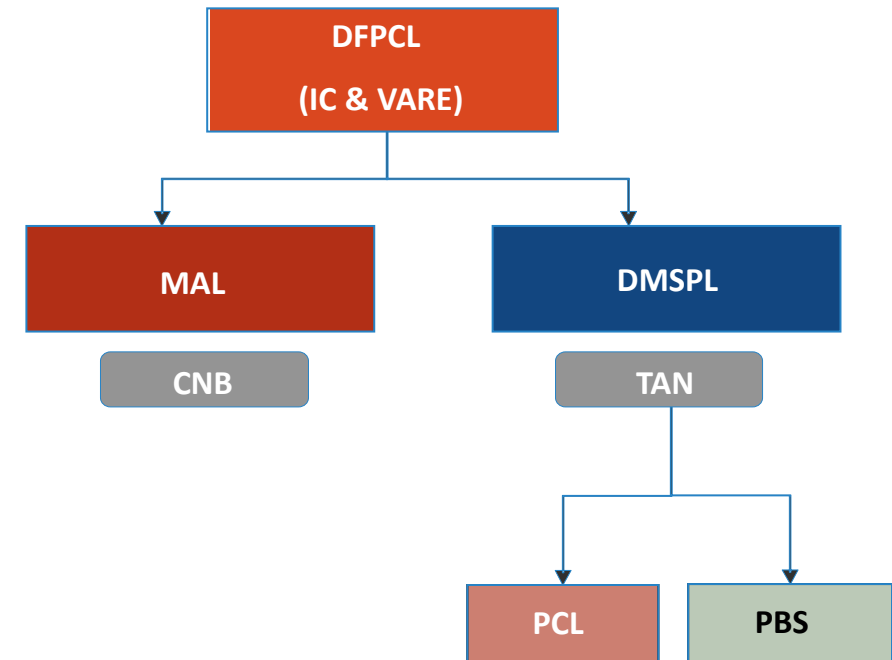 DFPCL
(IC & VARE)
MAL
DMSPL
CNB
TAN
PCL
PBS